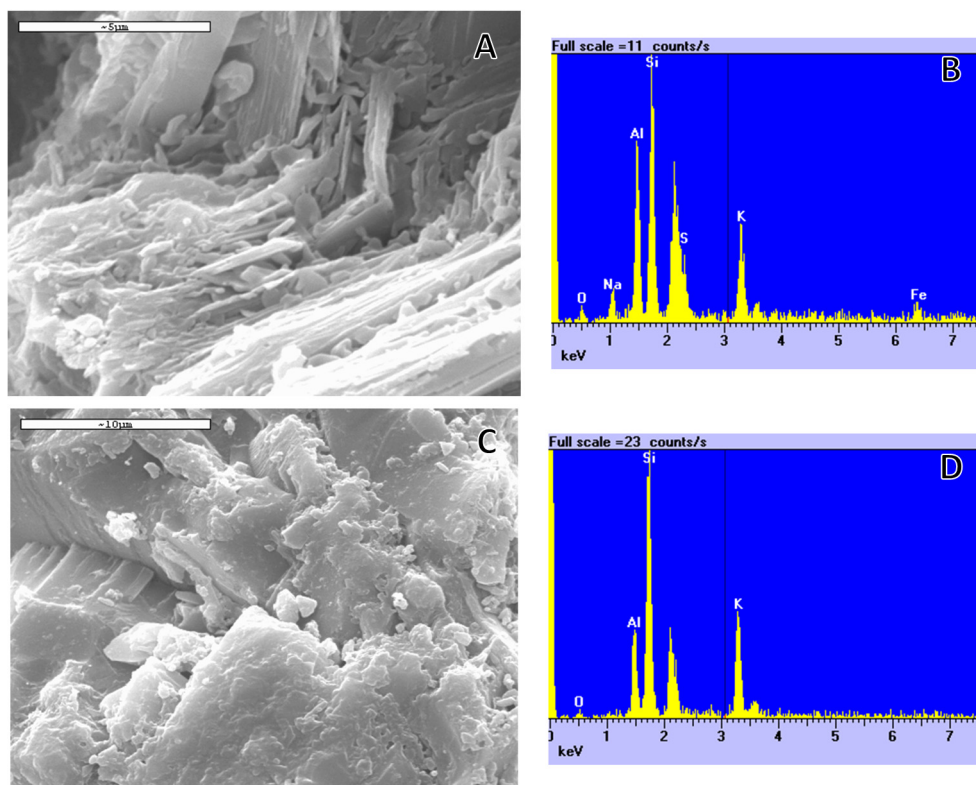 ~5µm
A
Full scale =11 counts/s
B
Si
Al
S
K
O
Na
Fe
0 1 2 3 4 5 6 7
keV
~10µm
C
Full scale =23 counts/s
D
Si
Al
K
O
0 1 2 3 4 5 6 7
keV